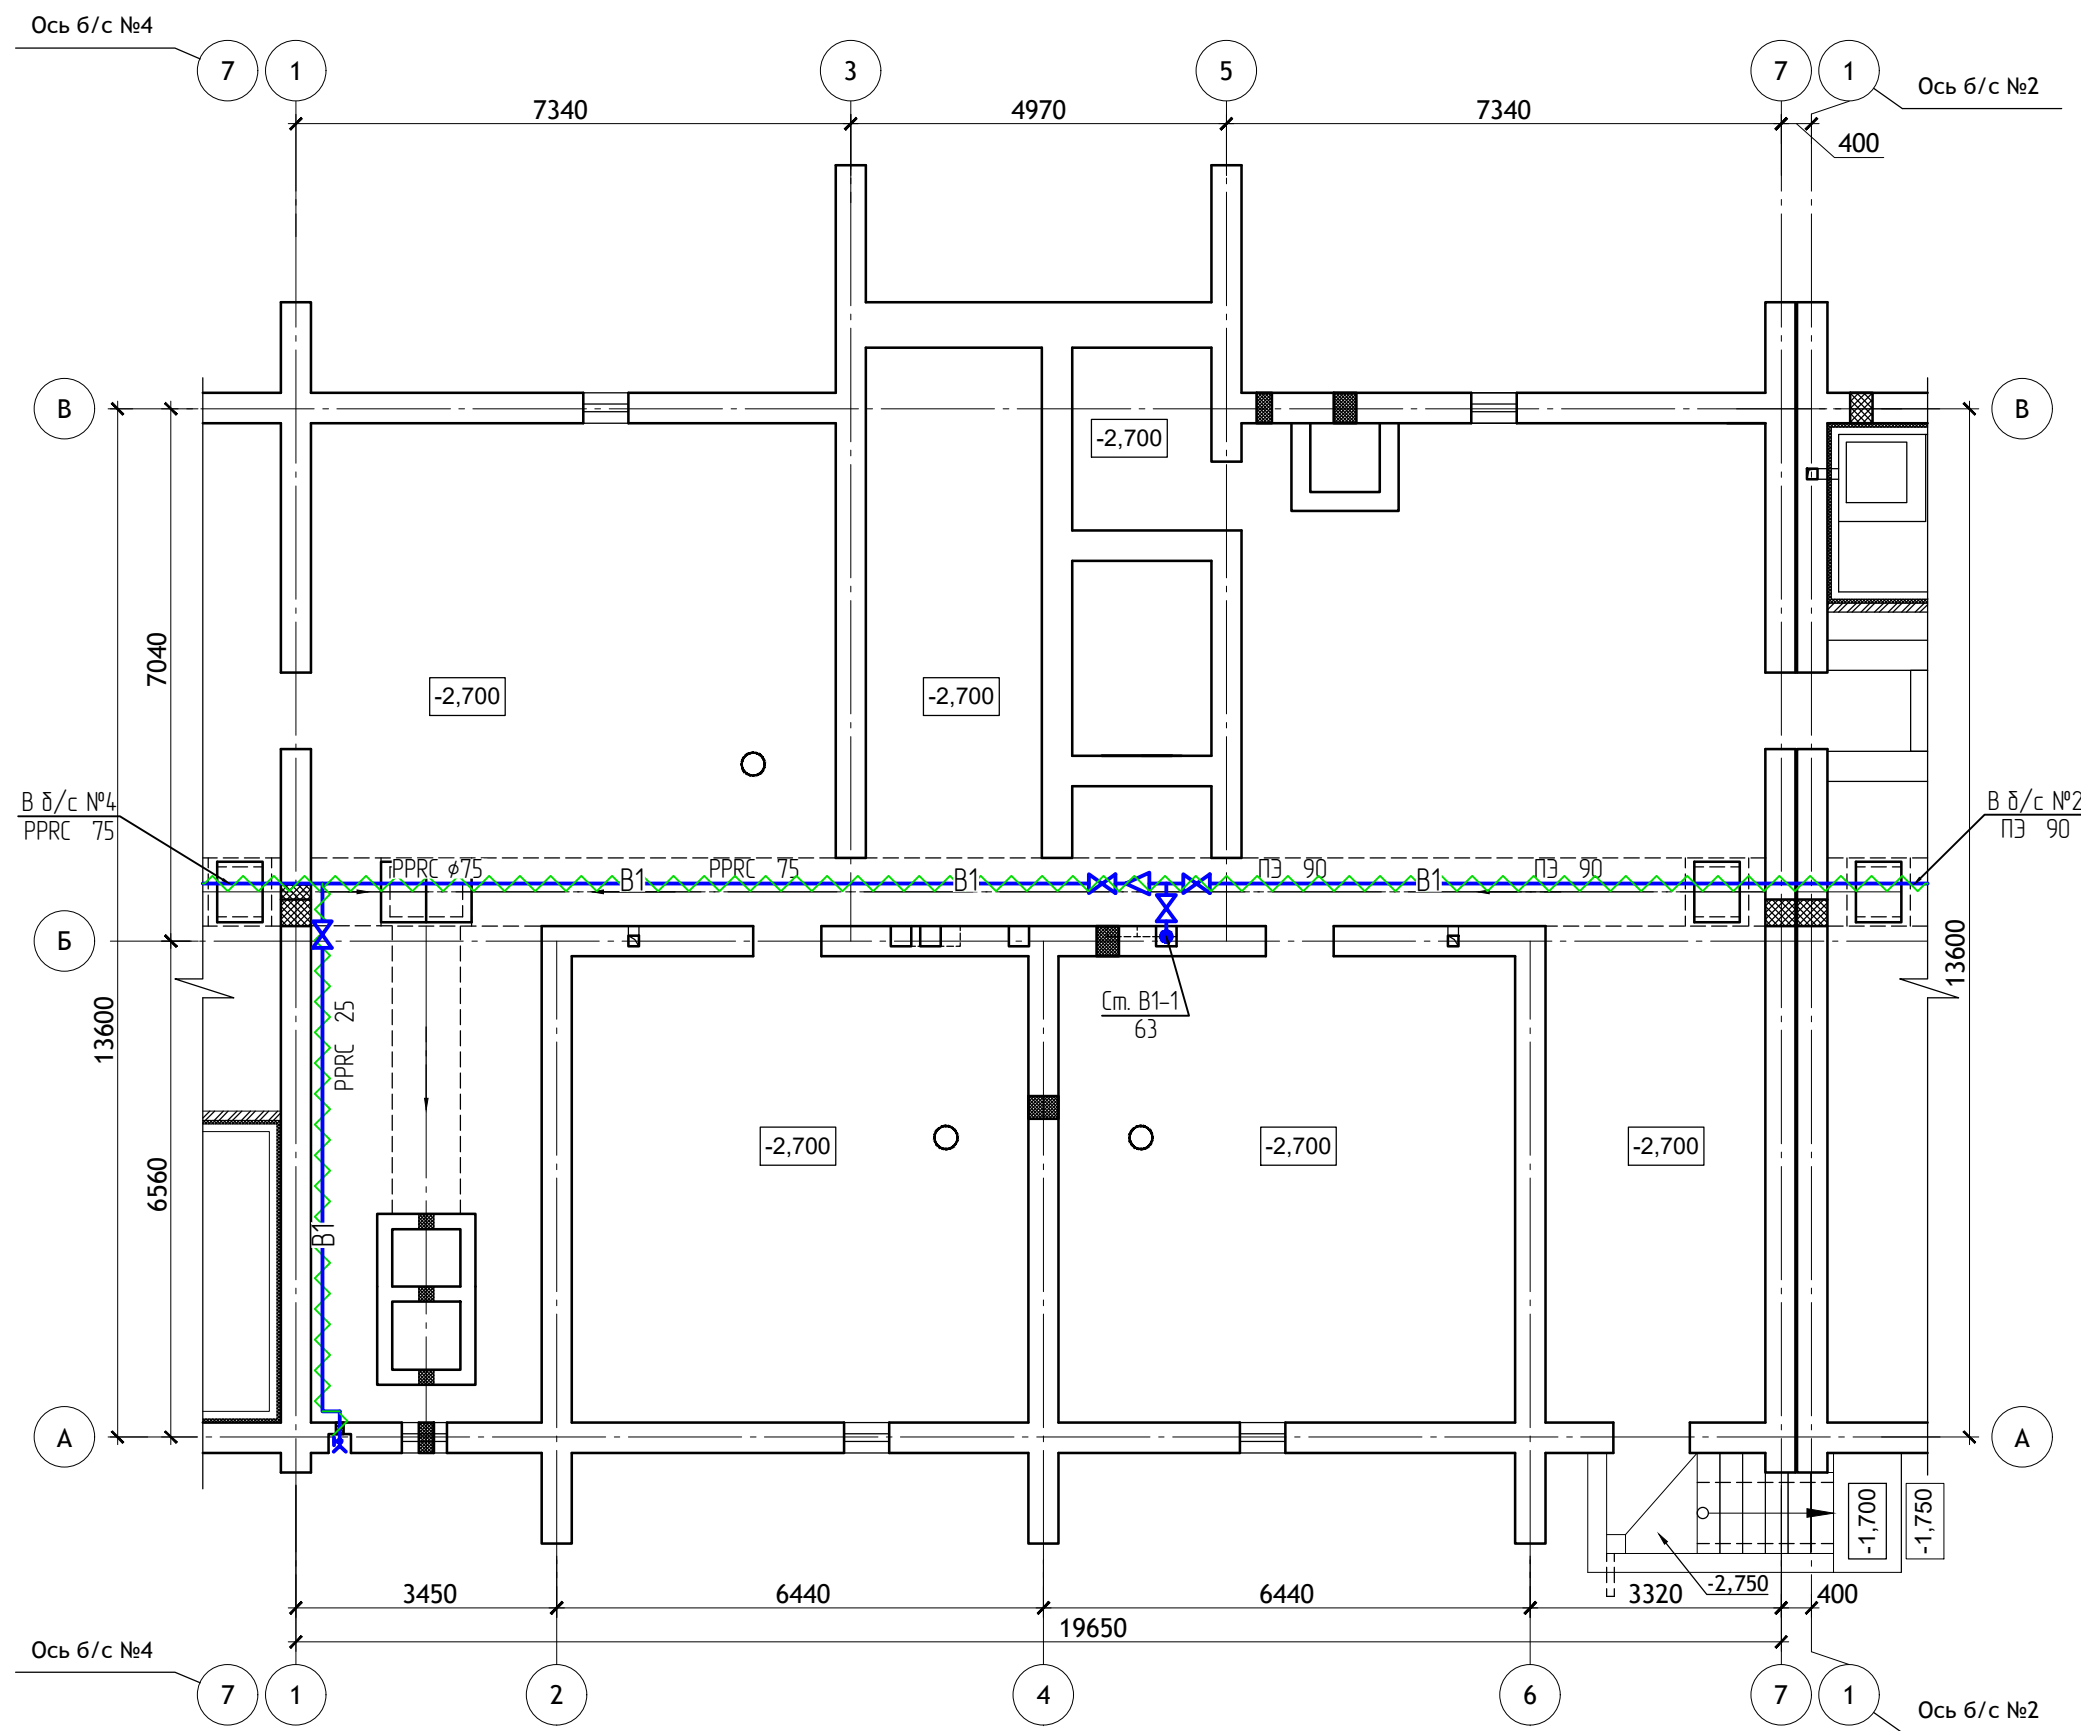 Ось б/с №4
7 1 3 5 7 1
Ось б/с №2
7340 4970 7340
400
В В
-2,700
7040
-2,700 -2,700
В б/с №4
PPRC 75
В б/с №2
ПЭ 90
PPRC ϕ75 PPRC 75 ПЭ 90 ПЭ 90
В1 В1 В1
Б
13600
13600
PPRC 25
Ст. В1-1
63
-2,700 -2,700 -2,700
6560
В1
А А
-1,700
-1,750
-2,750
3450 6440 6440 3320 400
19650
Ось б/с №4
7 1 2 4 6 7 1
Ось б/с №2